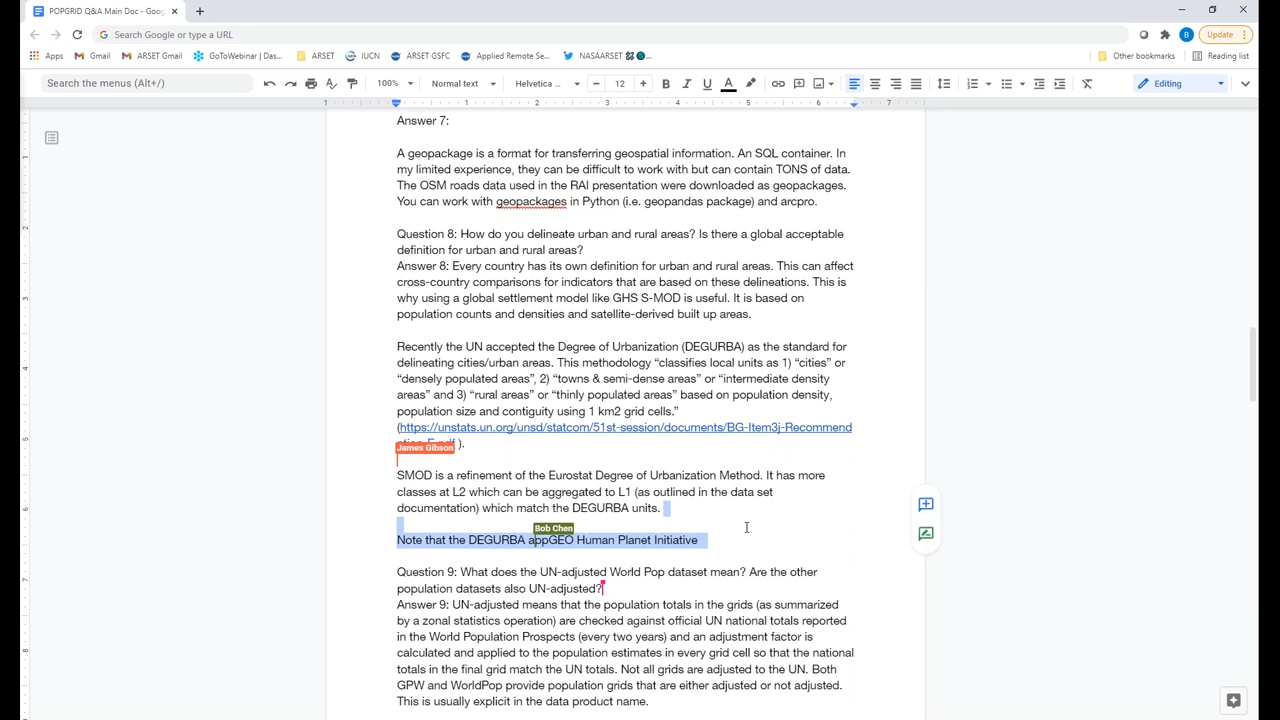 POPGRID Q&A Main Doc - Goog
Search Google or type a URL
B
Update
Apps
Gmail
ARSET Gmail
GoToWebinar | Das...
ARSET
IUCN
ARSET GSFC
Applied Remote Se...
NASAARSET
Other bookmarks
Reading list
Search the menus (Alt+/)
100%
Normal text
Helvetica ...
12
B
I
U
A
Editing
1
1
2
3
4
5
6
7
Answer 7:
A geopackage is a format for transferring geospatial information. An SQL container. In
my limited experience, they can be difficult to work with but can contain TONS of data.
The OSM roads data used in the RAI presentation were downloaded as geopackages.
You can work with geopackages in Python (i.e. geopandas package) and arcpro.
Question 8: How do you delineate urban and rural areas? Is there a global acceptable
definition for urban and rural areas?
Answer 8: Every country has its own definition for urban and rural areas. This can affect
cross-country comparisons for indicators that are based on these delineations. This is
why using a global settlement model like GHS S-MOD is useful. It is based on
population counts and densities and satellite-derived built up areas.
Recently the UN accepted the Degree of Urbanization (DEGURBA) as the standard for
delineating cities/urban areas. This methodology “classifies local units as 1) “cities” or
“densely populated areas”, 2) “towns & semi-dense areas” or “intermediate density
areas” and 3) “rural areas” or “thinly populated areas” based on population density,
population size and contiguity using 1 km2 grid cells.”
(https://unstats.un.org/unsd/statcom/51st-session/documents/BG-Item3j-Recommend
).
James Gibson
SMOD is a refinement of the Eurostat Degree of Urbanization Method. It has more
classes at L2 which can be aggregated to L1 (as outlined in the data set
documentation) which match the DEGURBA units.
Bob Chen
Note that the DEGURBA appGEO Human Planet Initiative
Question 9: What does the UN-adjusted World Pop dataset mean? Are the other
population datasets also UN-adjusted?
Answer 9: UN-adjusted means that the population totals in the grids (as summarized
by a zonal statistics operation) are checked against official UN national totals reported
in the World Population Prospects (every two years) and an adjustment factor is
calculated and applied to the population estimates in every grid cell so that the national
totals in the final grid match the UN totals. Not all grids are adjusted to the UN. Both
GPW and WorldPop provide population grids that are either adjusted or not adjusted.
This is usually explicit in the data product name.